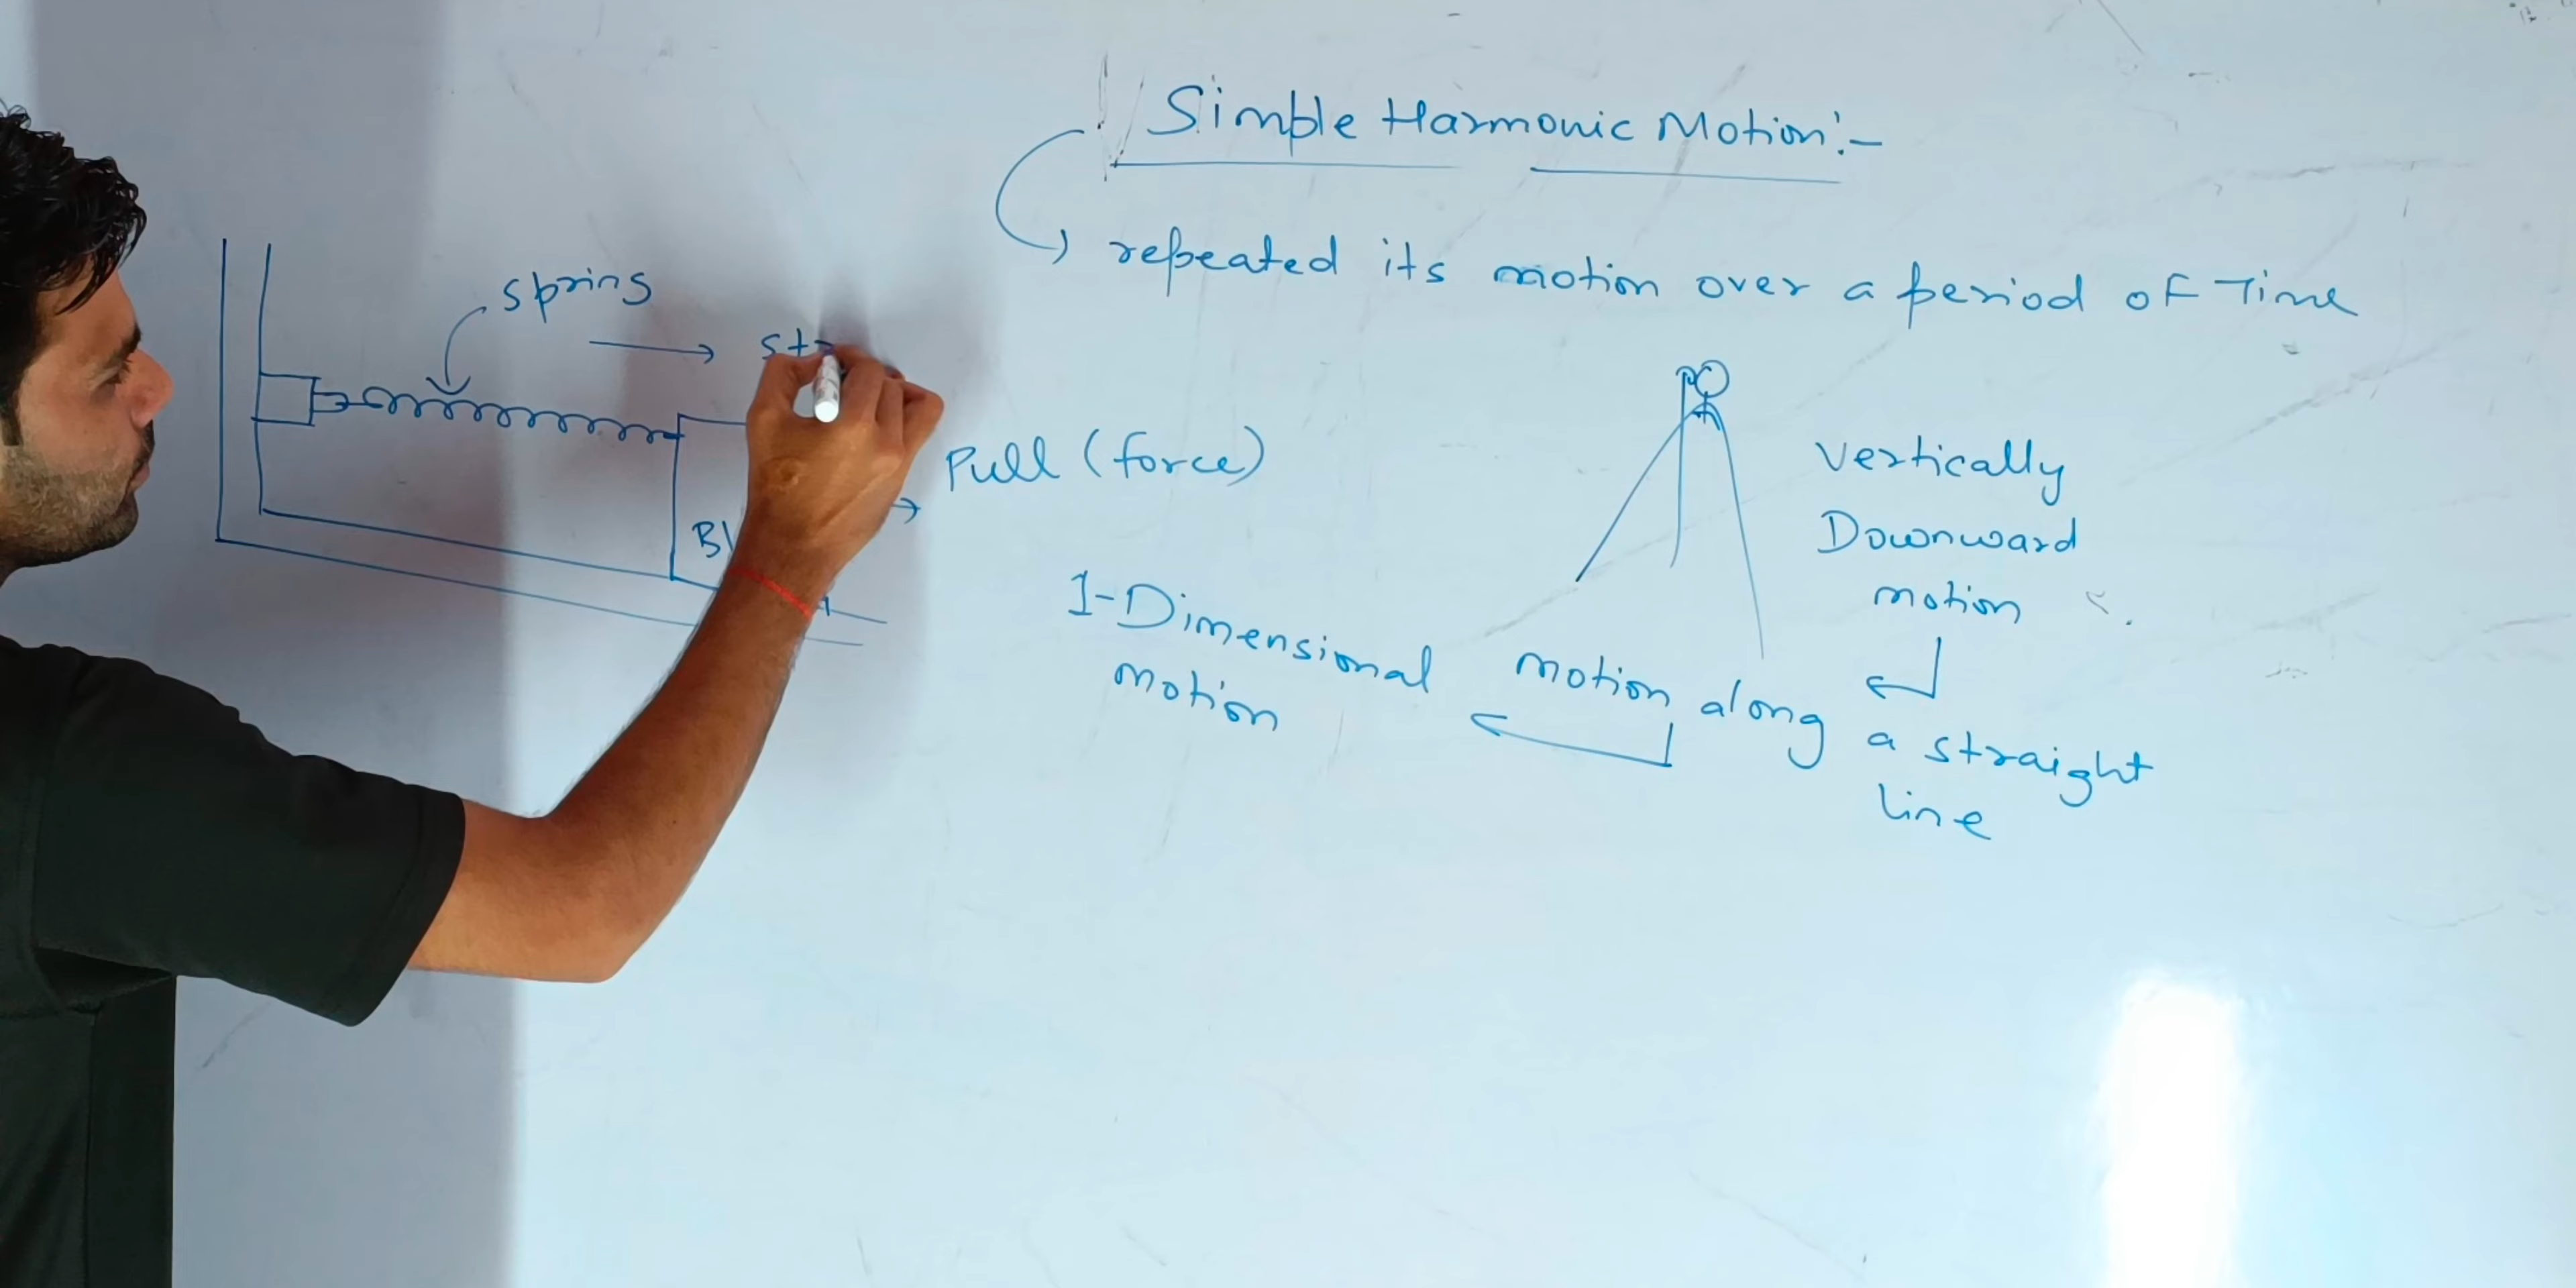 Simple Harmonic Motion:-
repeated its motion over a period of Time
spring
Pull (force)
Vertically
Downward
motion
1-Dimensional
motion
motion along a straight
line